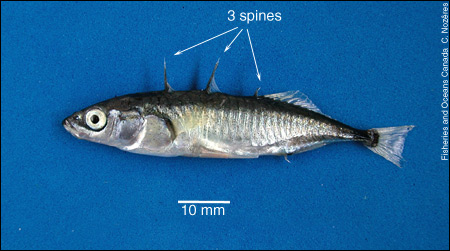 3 spines
10 mm
Fisheries and Oceans Canada C. Nozères